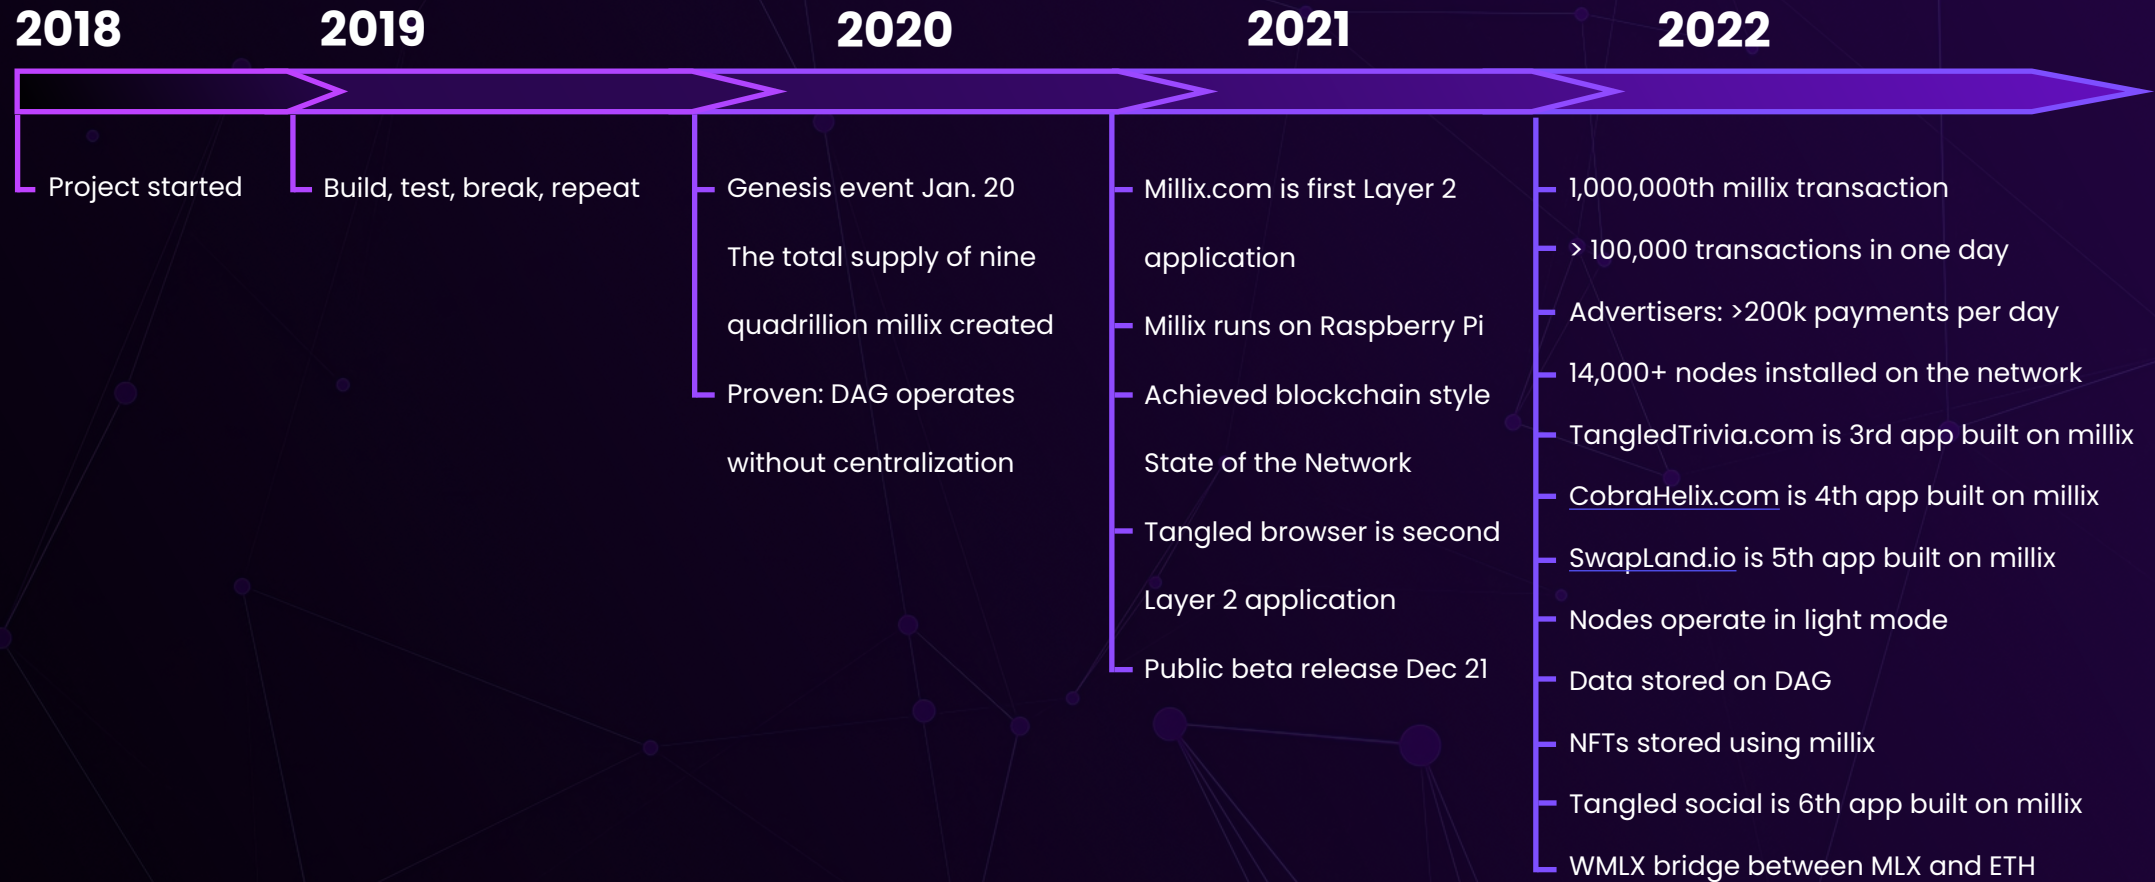 2018
2019
2020
2021
2022
Project started
Build, test, break, repeat
Genesis event Jan. 20
The total supply of nine
quadrillion millix created
Proven: DAG operates
without centralization
Millix.com is first Layer 2
application
Millix runs on Raspberry Pi
Achieved blockchain style
State of the Network
Tangled browser is second
Layer 2 application
Public beta release Dec 21
1,000,000th millix transaction
> 100,000 transactions in one day
Advertisers: >200k payments per day
14,000+ nodes installed on the network
TangledTrivia.com is 3rd app built on millix
CobraHelix.com is 4th app built on millix
SwapLand.io is 5th app built on millix
Nodes operate in light mode
Data stored on DAG
NFTs stored using millix
Tangled social is 6th app built on millix
WMLX bridge between MLX and ETH